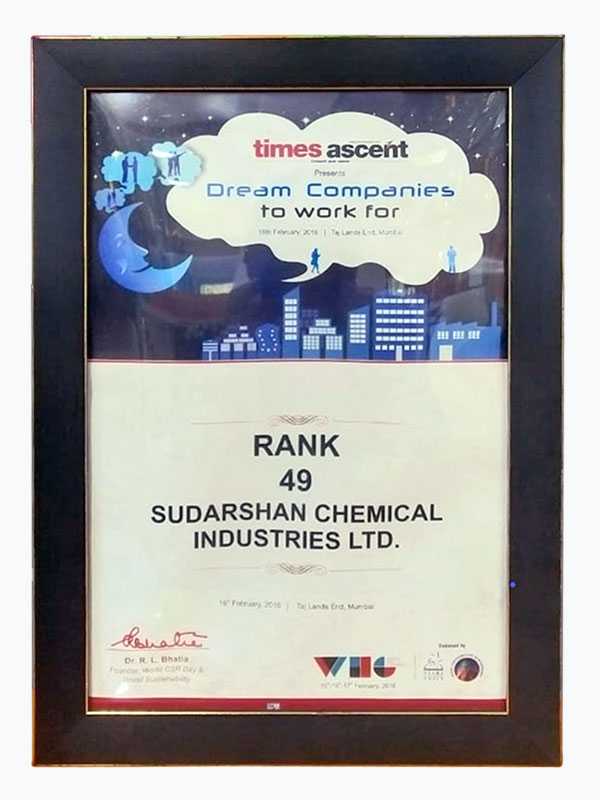 times ascent
Presents
Dream Companies
to work for
16th February, 2016 | Taj Lands End, Mumbai
RANK
49
SUDARSHAN CHEMICAL
INDUSTRIES LTD.
16th February, 2016 | Taj Lands End, Mumbai
Dr. R. L. Bhatia
Founder, World CSR Day &
World Sustainability
Endorsed by
15th-16th-17th February, 2016